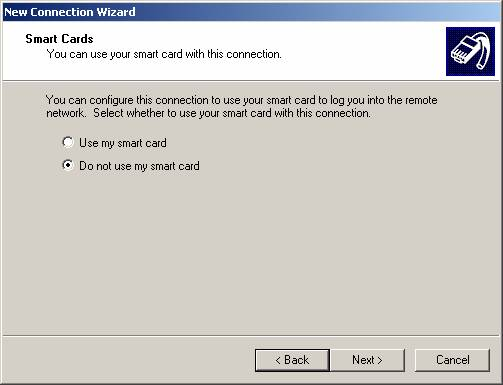 New Connection Wizard
Smart Cards
You can use your smart card with this connection.
You can configure this connection to use your smart card to log you into the remote
network. Select whether to use your smart card with this connection.
Use my smart card
Do not use my smart card
< Back
Next >
Cancel